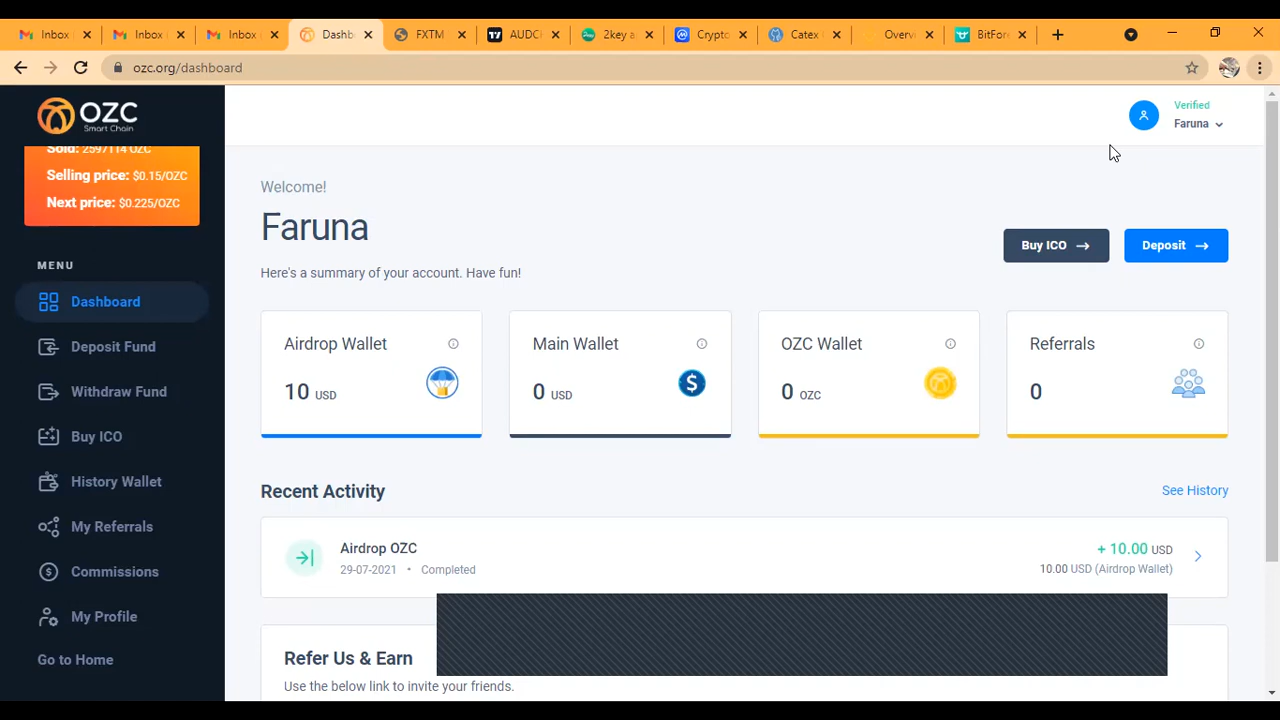 Inbox
Inbox
Inbox
Dashb
FXTM
AUDC
2key a
Crypto
Catex
Overv
BitFore
ozc.org/dashboard
OZC
Smart Chain
Verified
Faruna
Sold: 2597114 OZC
Selling price: $0.15/OZC
Next price: $0.225/OZC
MENU
Dashboard
Deposit Fund
Withdraw Fund
Buy ICO
History Wallet
My Referrals
Commissions
My Profile
Go to Home
Welcome!
Faruna
Here's a summary of your account. Have fun!
Buy ICO
Deposit
Airdrop Wallet
10 USD
Main Wallet
0 USD
OZC Wallet
0 OZC
Referrals
0
Recent Activity
See History
Airdrop OZC
29-07-2021 • Completed
+ 10.00 USD
10.00 USD (Airdrop Wallet)
Refer Us & Earn
Use the below link to invite your friends.